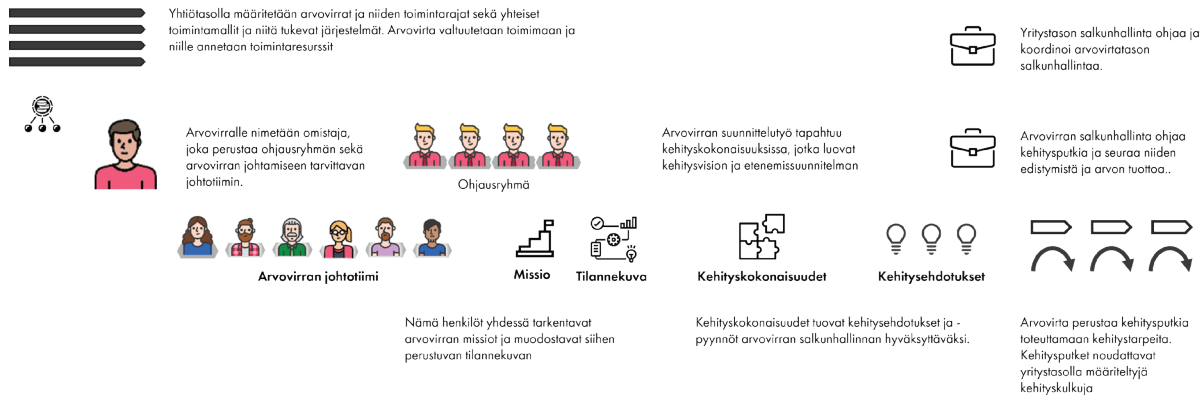 Yhtiötasolla määritetään arvovirrat ja niiden toimintarajat sekä yhteiset
toimintamallit ja niitä tukevat järjestelmät. Arvovirta valtuutetaan toimimaan ja
niille annetaan toimintaresurssit
Yritystason salkunhallinta ohjaa ja
koordinoi arvovirtatason
salkunhallintaa.
Arvovirralle nimetään omistaja,
joka perustaa ohjausryhmän sekä
arvovirran johtamiseen tarvittavan
johtotiimin.
Ohjausryhmä
Arvovirran suunnittelutyö tapahtuu
kehityskokonaisuuksissa, jotka luovat
kehitysvision ja etenemissuunnitelman
Arvovirran salkunhallinta ohjaa
kehitysputkia ja seuraa niiden
edistymistä ja arvon tuottoa..
Arvovirran johtotiimi
Missio
Tilannekuva
Kehityskokonaisuudet
Kehitysehdotukset
Nämä henkilöt yhdessä tarkentavat
arvovirran missiot ja muodostavat siihen
perustuvan tilannekuvan
Kehityskokonaisuudet tuovat kehitysehdotukset ja -
pyynnöt arvovirran salkunhallinnan hyväksyttäväksi.
Arvovirta perustaa kehitysputkia
toteuttamaan kehitystarpeita.
Kehitysputket noudattavat
yritystasolla määriteltyjä
kehityskulkuja